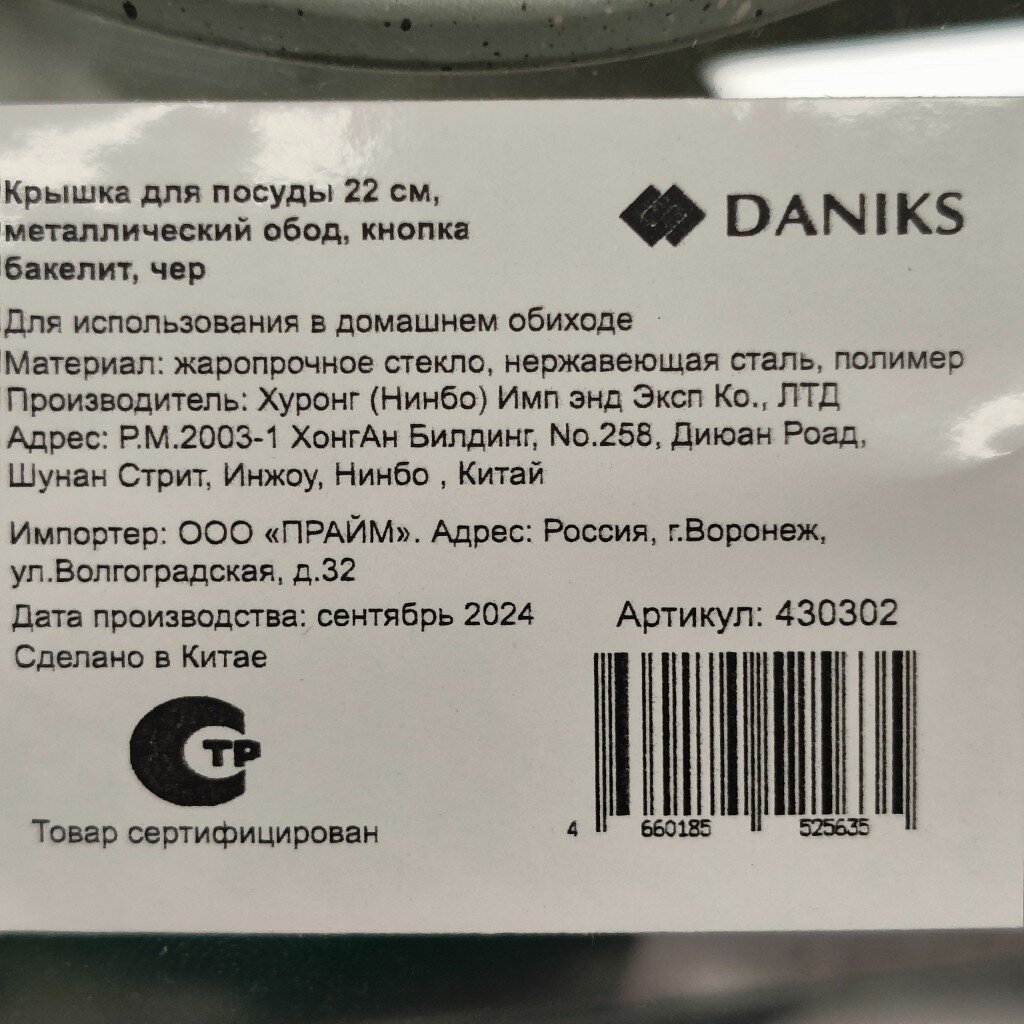 Крышка для посуды 22 см,
металлический обод, кнопка
бакелит, чер
DANIKS
Для использования в домашнем обиходе
Материал: жаропрочное стекло, нержавеющая сталь, полимер
Производитель: Хуронг (Нинбо) Имп энд Эксп Ко., ЛТД
Адрес: Р.М.2003-1 ХонгАн Билдинг, No.258, Диюан Роад,
Шунан Стрит, Инжоу, Нинбо , Китай
Импортер: ООО «ПРАЙМ». Адрес: Россия, г.Воронеж,
ул.Волгоградская, д.32
Дата производства: сентябрь 2024
Артикул: 430302
Сделано в Китае
СТР
Товар сертифицирован
4 660185 525635